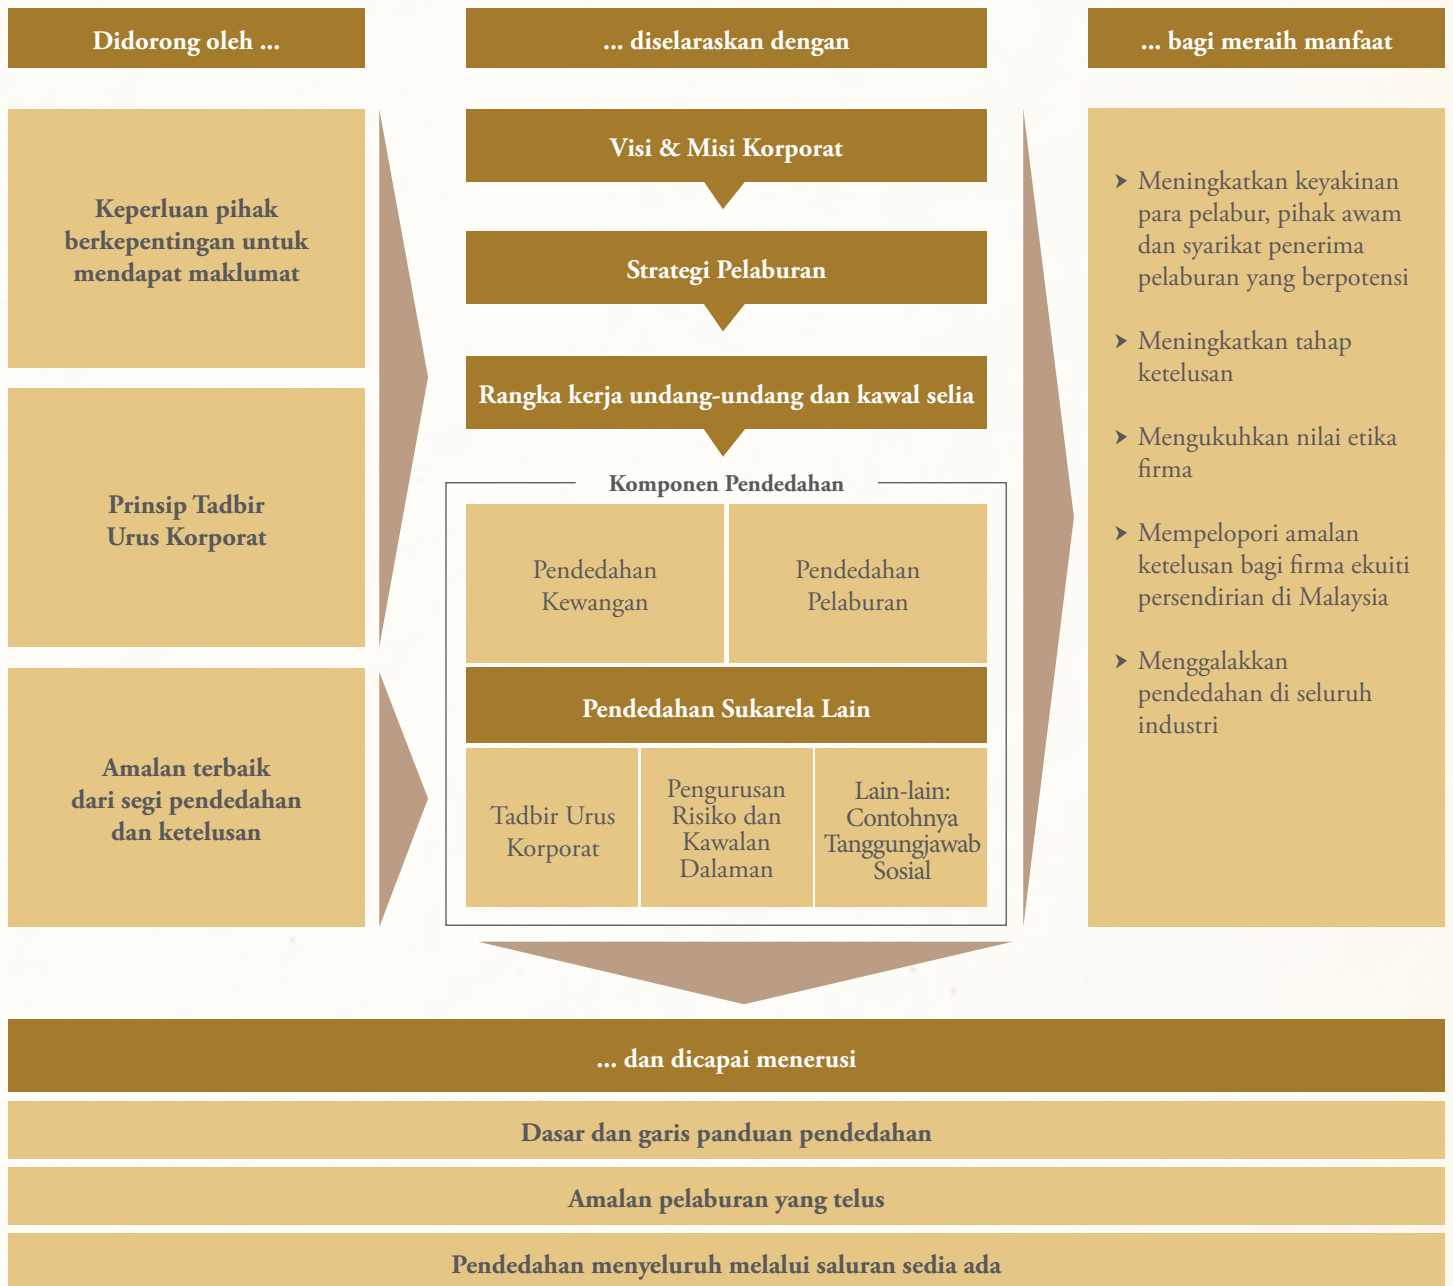 Didorong oleh ...
Keperluan pihak
berkepentingan untuk
mendapat maklumat
Prinsip Tadbir
Urus Korporat
Amalan terbaik
dari segi pendedahan
dan ketelusan
... diselaraskan dengan
Visi & Misi Korporat
Strategi Pelaburan
Rangka kerja undang-undang dan kawal selia
Komponen Pendedahan
Pendedahan
Kewangan
Pendedahan
Pelaburan
Pendedahan Sukarela Lain
Tadbir Urus
Korporat
Pengurusan
Risiko dan
Kawalan
Dalaman
Lain-lain:
Contohnya
Tanggungjawab
Sosial
... bagi meraih manfaat
➤ Meningkatkan keyakinan
para pelabur, pihak awam
dan syarikat penerima
pelaburan yang berpotensi
➤ Meningkatkan tahap
ketelusan
➤ Mengukuhkan nilai etika
firma
➤ Mempelopori amalan
ketelusan bagi firma ekuiti
persendirian di Malaysia
➤ Menggalakkan
pendedahan di seluruh
industri
... dan dicapai menerusi
Dasar dan garis panduan pendedahan
Amalan pelaburan yang telus
Pendedahan menyeluruh melalui saluran sedia ada